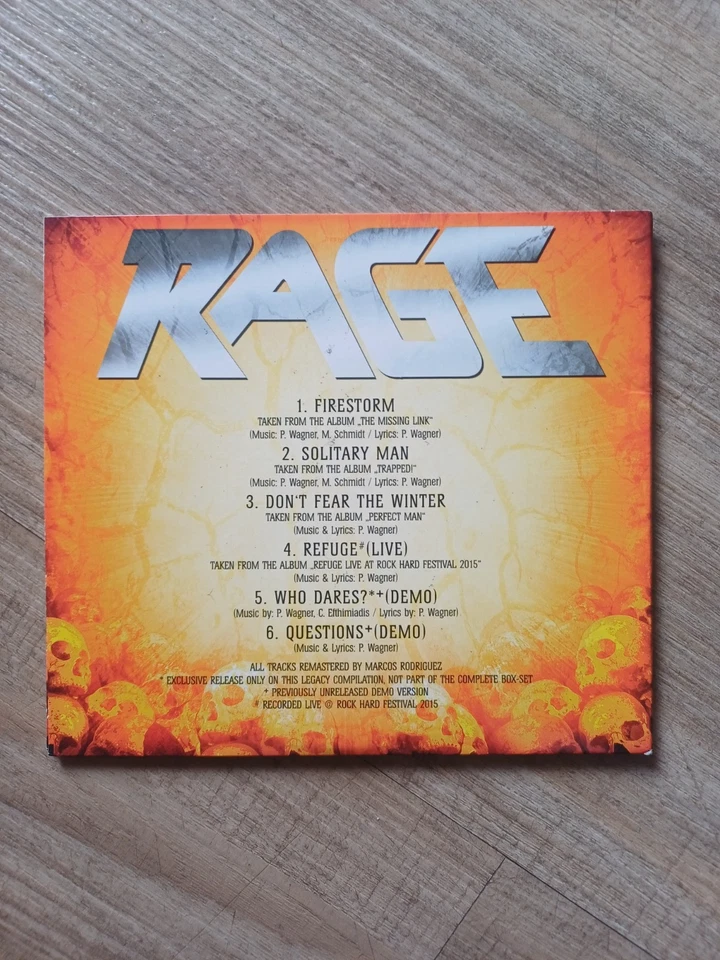 RAGE
1. FIRESTORM
TAKEN FROM THE ALBUM „THE MISSING LINK“
(Music: P. Wagner, M. Schmidt / Lyrics: P. Wagner)
2. SOLITARY MAN
TAKEN FROM THE ALBUM „TRAPPED!“
(Music: P. Wagner, M. Schmidt / Lyrics: P. Wagner)
3. DON'T FEAR THE WINTER
TAKEN FROM THE ALBUM „PERFECT MAN“
(Music & Lyrics: P. Wagner)
4. REFUGE#(LIVE)
TAKEN FROM THE ALBUM „REFUGE LIVE AT ROCK HARD FESTIVAL 2015“
(Music & Lyrics: P. Wagner)
5. WHO DARES?*+(DEMO)
(Music by: P. Wagner, C. Efthimiadis / Lyrics by: P. Wagner)
6. QUESTIONS+(DEMO)
(Music & Lyrics: P. Wagner)
ALL TRACKS REMASTERED BY MARCOS RODRIGUEZ
* EXCLUSIVE RELEASE ONLY ON THIS LEGACY COMPILATION, NOT PART OF THE COMPLETE BOX-SET
+ PREVIOUSLY UNRELEASED DEMO VERSION
# RECORDED LIVE @ ROCK HARD FESTIVAL 2015